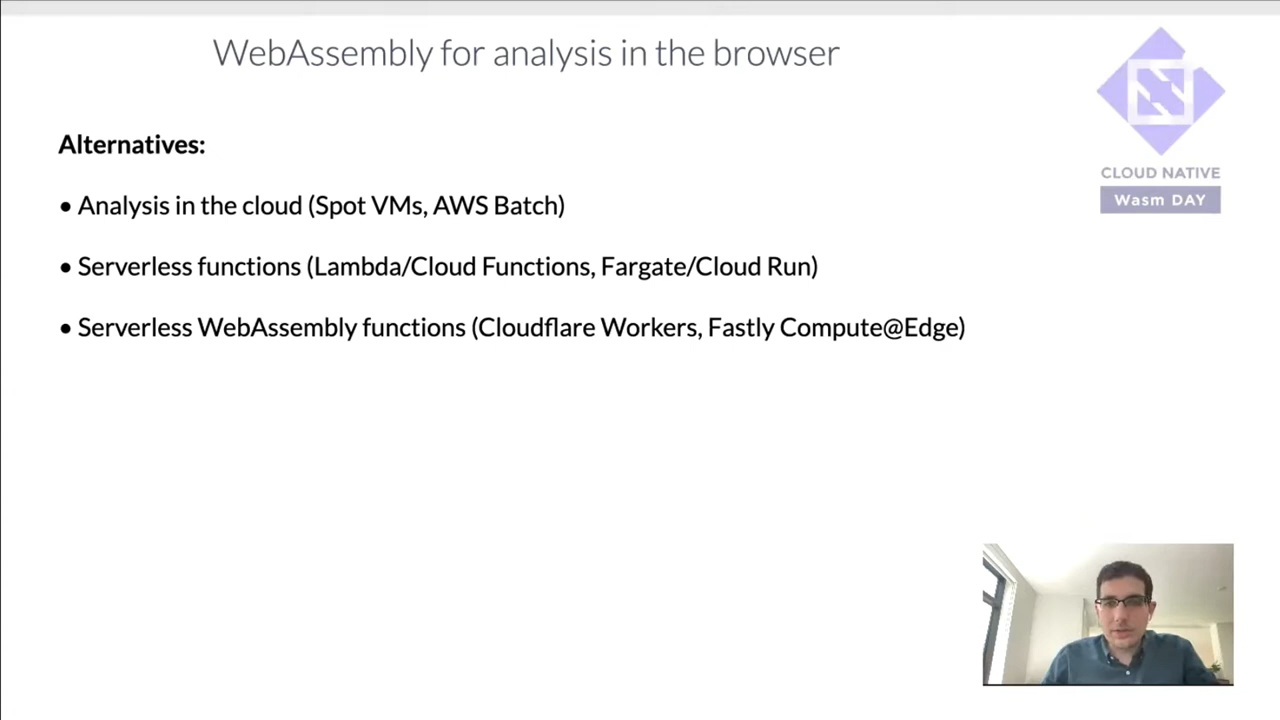 WebAssembly for analysis in the browser
CLOUD NATIVE
Wasm DAY
Alternatives:
• Analysis in the cloud (Spot VMs, AWS Batch)
• Serverless functions (Lambda/Cloud Functions, Fargate/Cloud Run)
• Serverless WebAssembly functions (Cloudflare Workers, Fastly Compute@Edge)